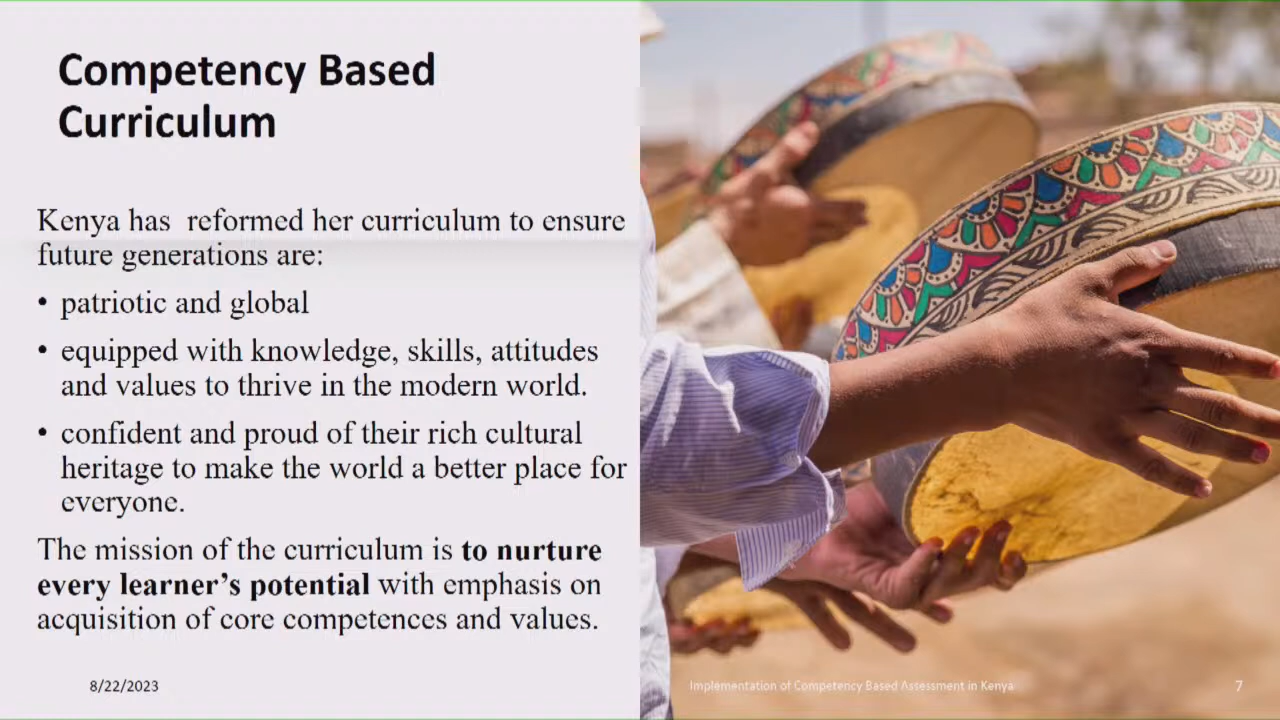 Competency Based
Curriculum
Kenya has  reformed her curriculum to ensure
future generations are:
• patriotic and global
• equipped with knowledge, skills, attitudes
and values to thrive in the modern world.
• confident and proud of their rich cultural
heritage to make the world a better place for
everyone.
The mission of the curriculum is to nurture
every learner’s potential with emphasis on
acquisition of core competences and values.
8/22/2023
Implementation of Competency Based Assessment in Kenya
7